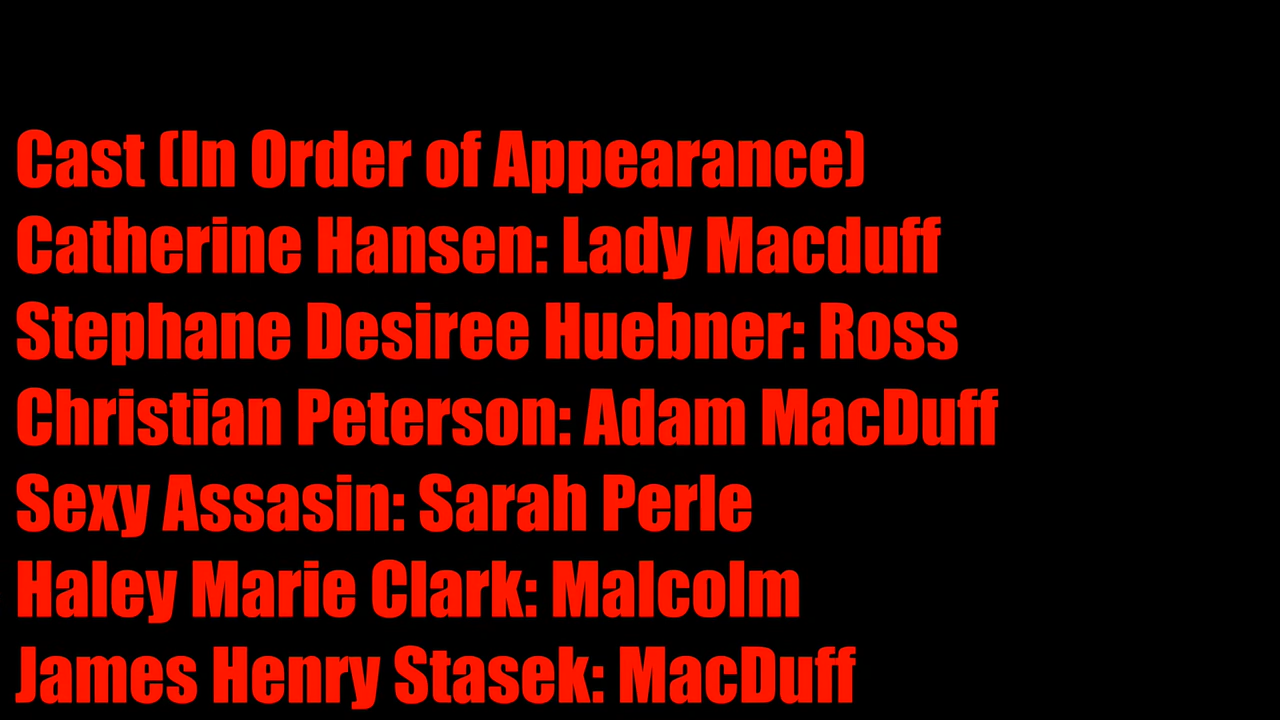 Cast (In Order of Appearance)
Catherine Hansen: Lady Macduff
Stephane Desiree Huebner: Ross
Christian Peterson: Adam MacDuff
Sexy Assasin: Sarah Perle
Haley Marie Clark: Malcolm
James Henry Stasek: MacDuff